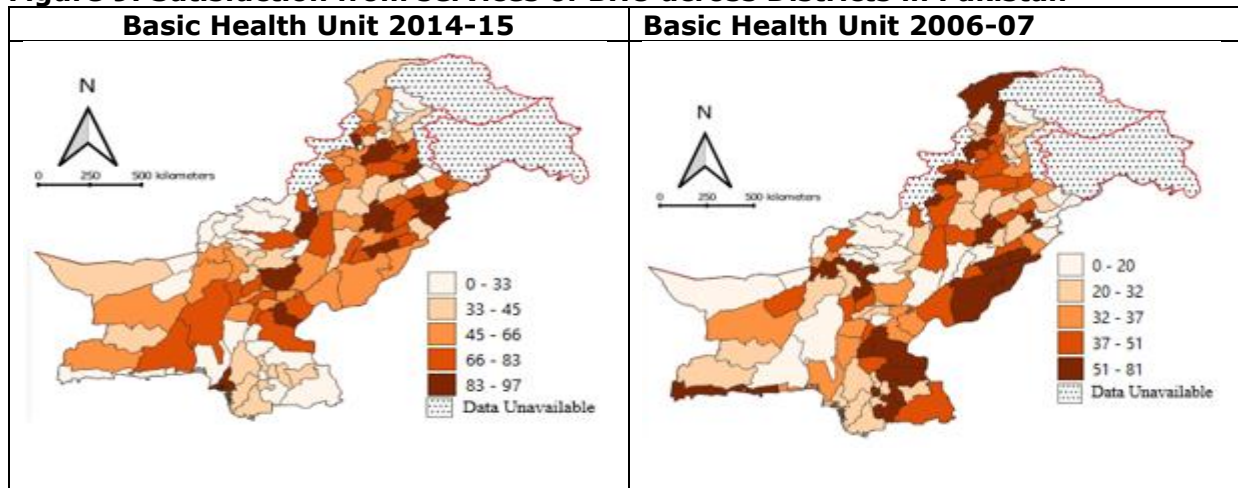 Figure 9: Satisfaction from Services of BHU across Districts in Pakistan
Basic Health Unit 2014-15
Basic Health Unit 2006-07
N
0 250 500 kilometers
0 - 33
33 - 45
45 - 66
66 - 83
83 - 97
Data Unavailable
N
0 250 500 kilometers
0 - 20
20 - 32
32 - 37
37 - 51
51 - 81
Data Unavailable